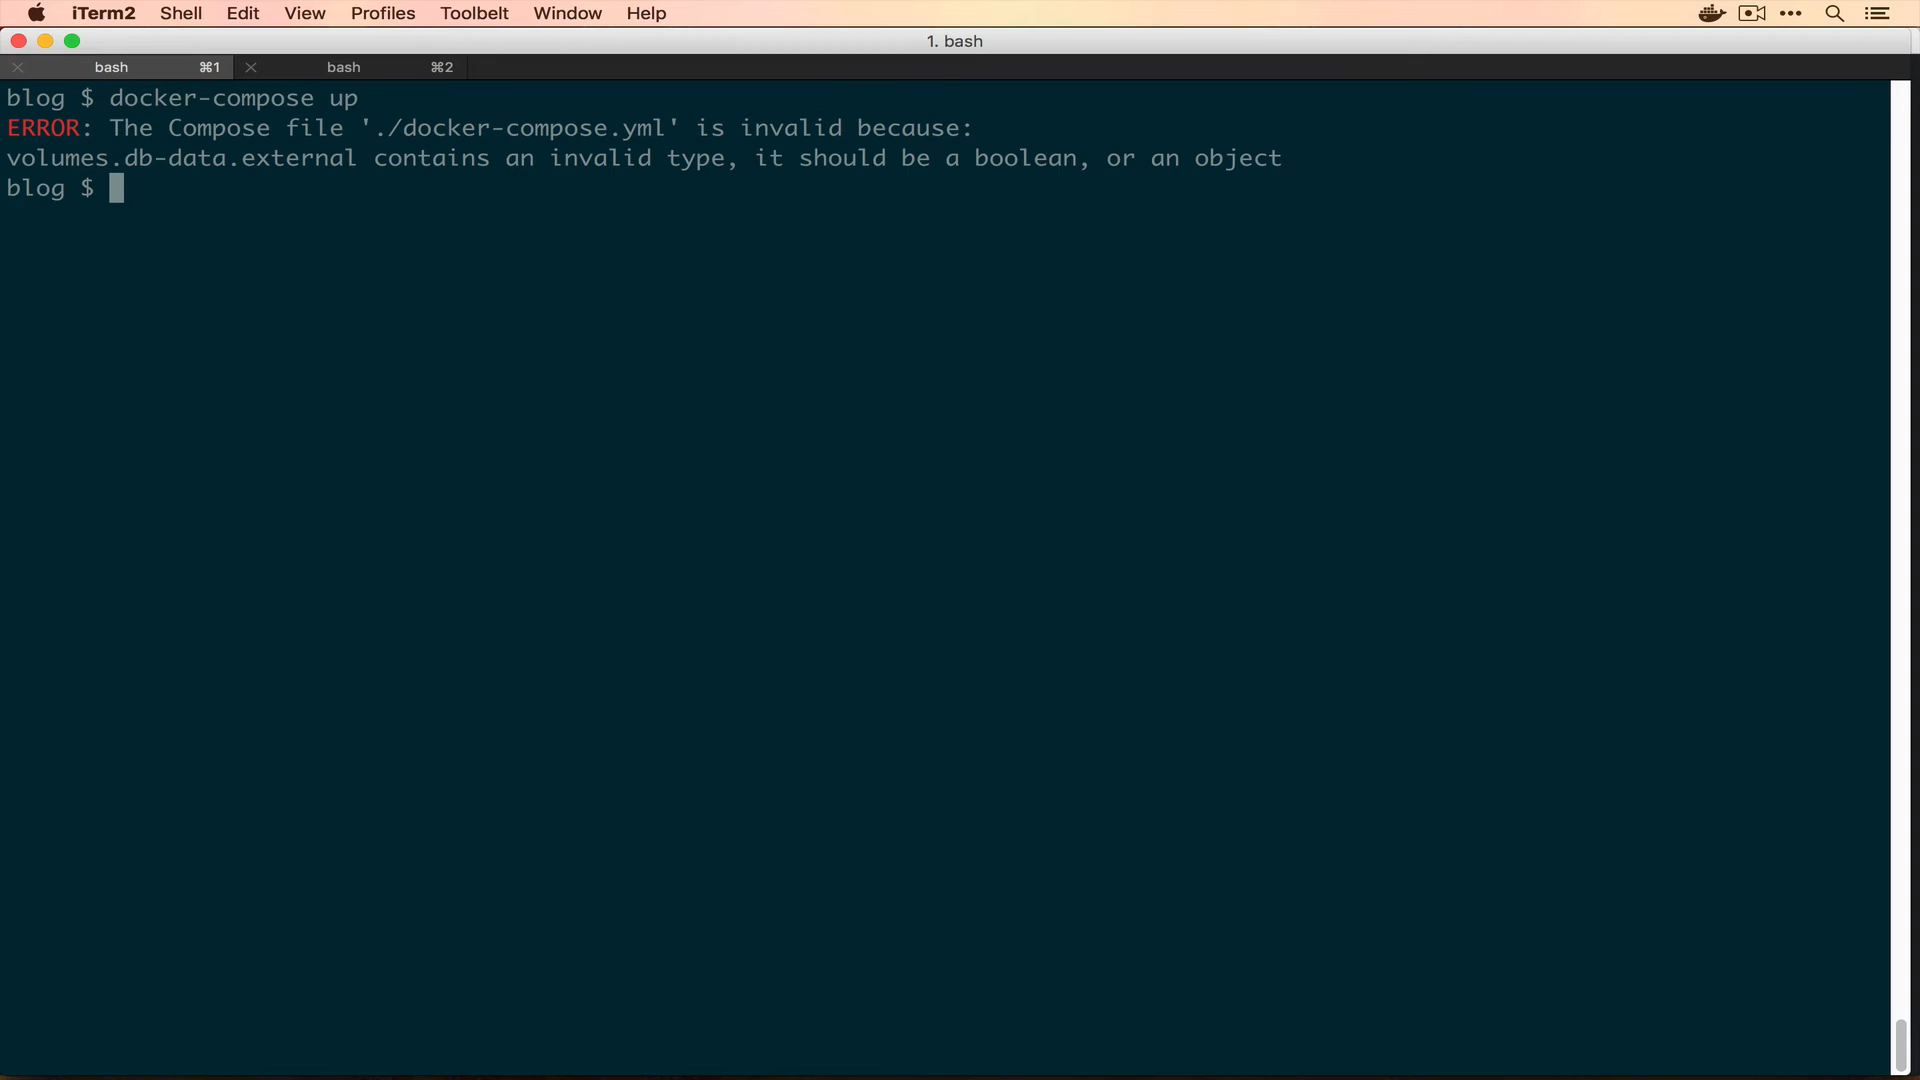 iTerm2 Shell Edit View Profiles Toolbelt Window Help
1. bash
bash ⌘1 bash ⌘2
blog $ docker-compose up
ERROR: The Compose file './docker-compose.yml' is invalid because:
volumes.db-data.external contains an invalid type, it should be a boolean, or an object
blog $